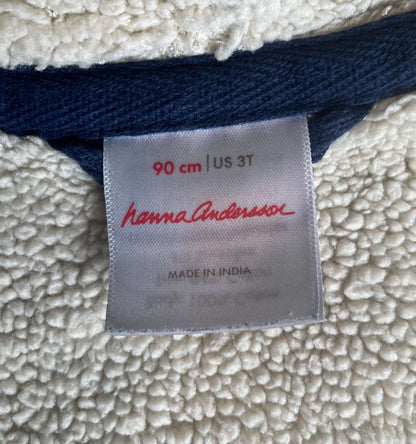 90 cm | US 3T
hanna Andersson
MADE IN INDIA